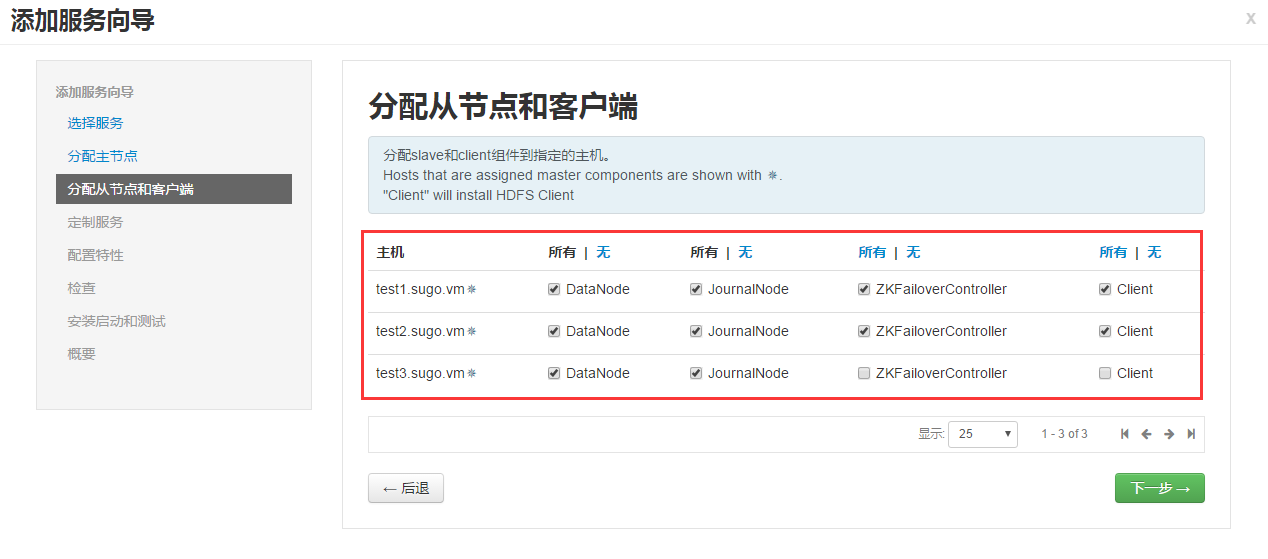 添加服务向导
x
添加服务向导
选择服务
分配主节点
分配从节点和客户端
定制服务
配置特性
检查
安装启动和测试
概要
分配从节点和客户端
分配slave和client组件到指定的主机。
Hosts that are assigned master components are shown with ✵.
"Client" will install HDFS Client
主机 所有 | 无 所有 | 无 所有 | 无 所有 | 无
test1.sugo.vm✵ DataNode JournalNode ZKFailoverController Client
test2.sugo.vm✵ DataNode JournalNode ZKFailoverController Client
test3.sugo.vm✵ DataNode JournalNode ZKFailoverController Client
显示: 25 1 - 3 of 3
← 后退 下一步 →